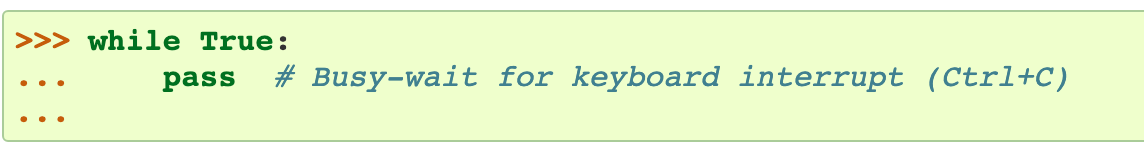 >>> while True:
...     pass  # Busy-wait for keyboard interrupt (Ctrl+C)
...